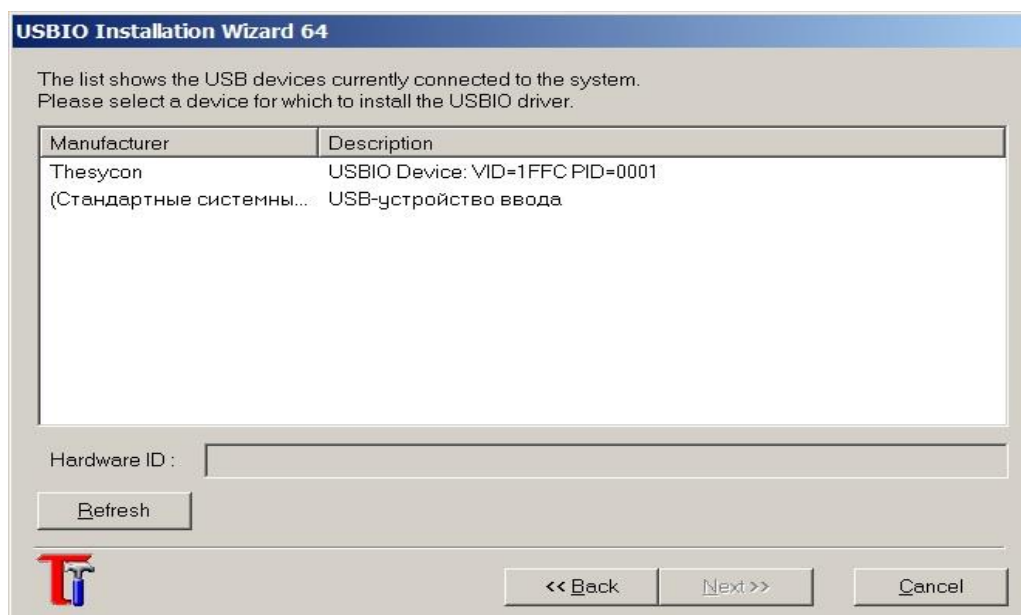 USBIO Installation Wizard 64
The list shows the USB devices currently connected to the system.
Please select a device for which to install the USBIO driver.
Manufacturer Description
Thesycon USBIO Device: VID=1FFC PID=0001
(Стандартные системны... USB-устройство ввода
Hardware ID :
Refresh
<< Back Next >> Cancel